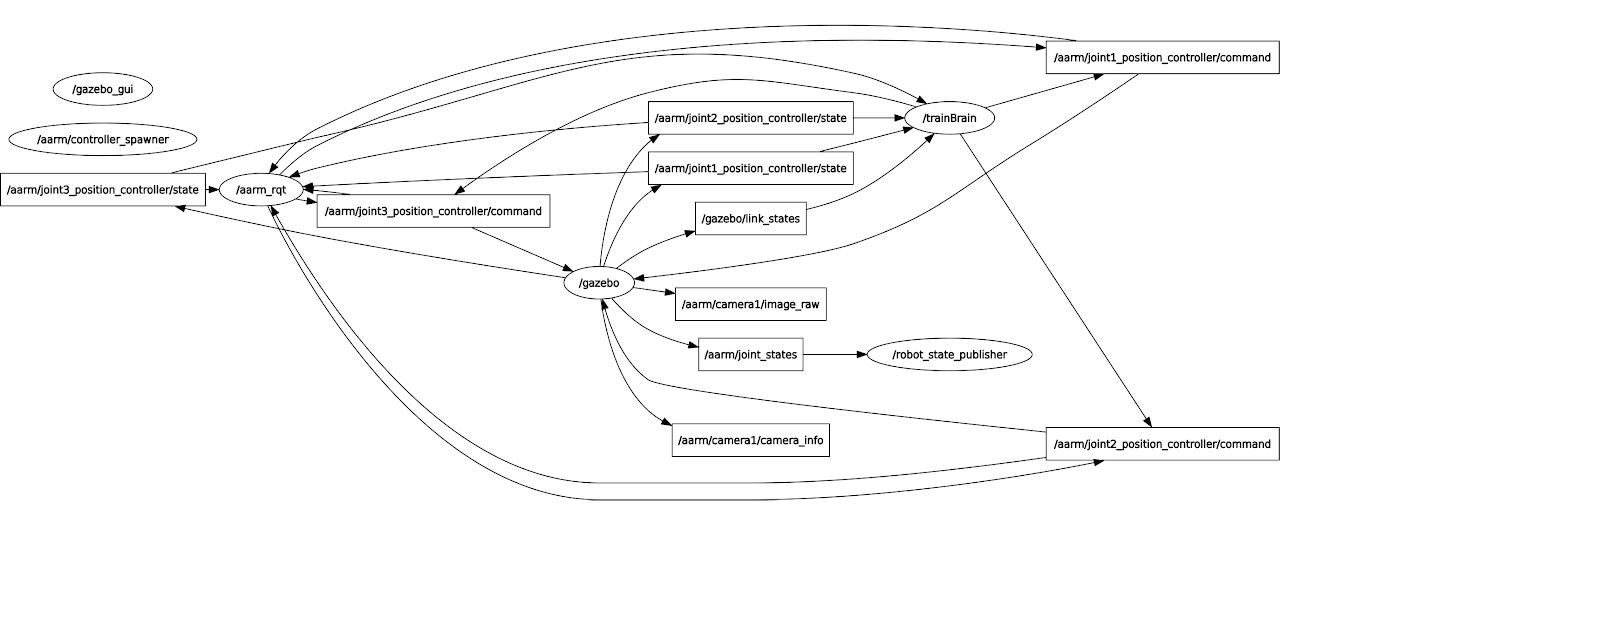 /aarm/joint1_position_controller/command
/gazebo_gui
/aarm/joint2_position_controller/state
/trainBrain
/aarm/controller_spawner
/aarm/joint1_position_controller/state
/aarm/joint3_position_controller/state
/aarm_rqt
/aarm/joint3_position_controller/command
/gazebo/link_states
/gazebo
/aarm/camera1/image_raw
/aarm/joint_states
/robot_state_publisher
/aarm/camera1/camera_info
/aarm/joint2_position_controller/command